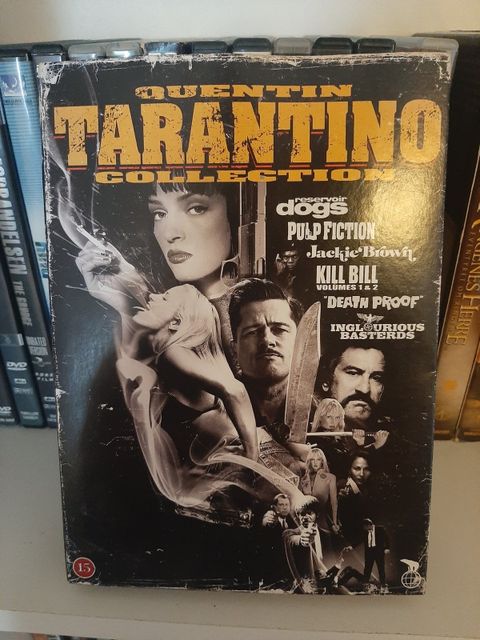 QUENTIN
TARANTINO
COLLECTION
reservoir
dogs
PULP FICTION
Jackie Brown
KILL BILL
VOLUMES 1 & 2
"DEATH PROOF"
INGLOURIOUS
BASTERDS
15
DVD